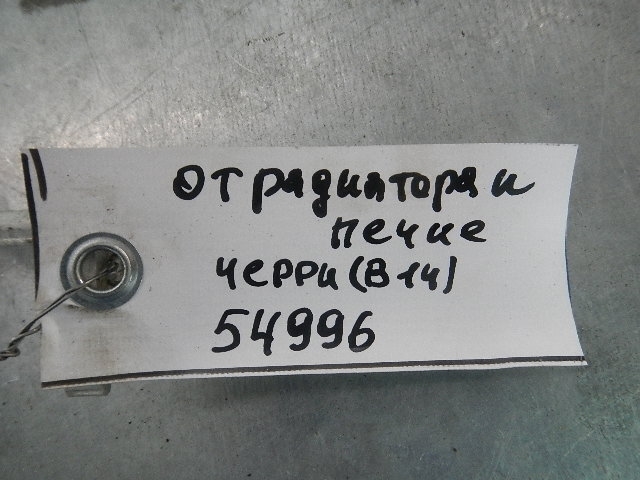 от радиатора и
печке
черри (В14)
54996